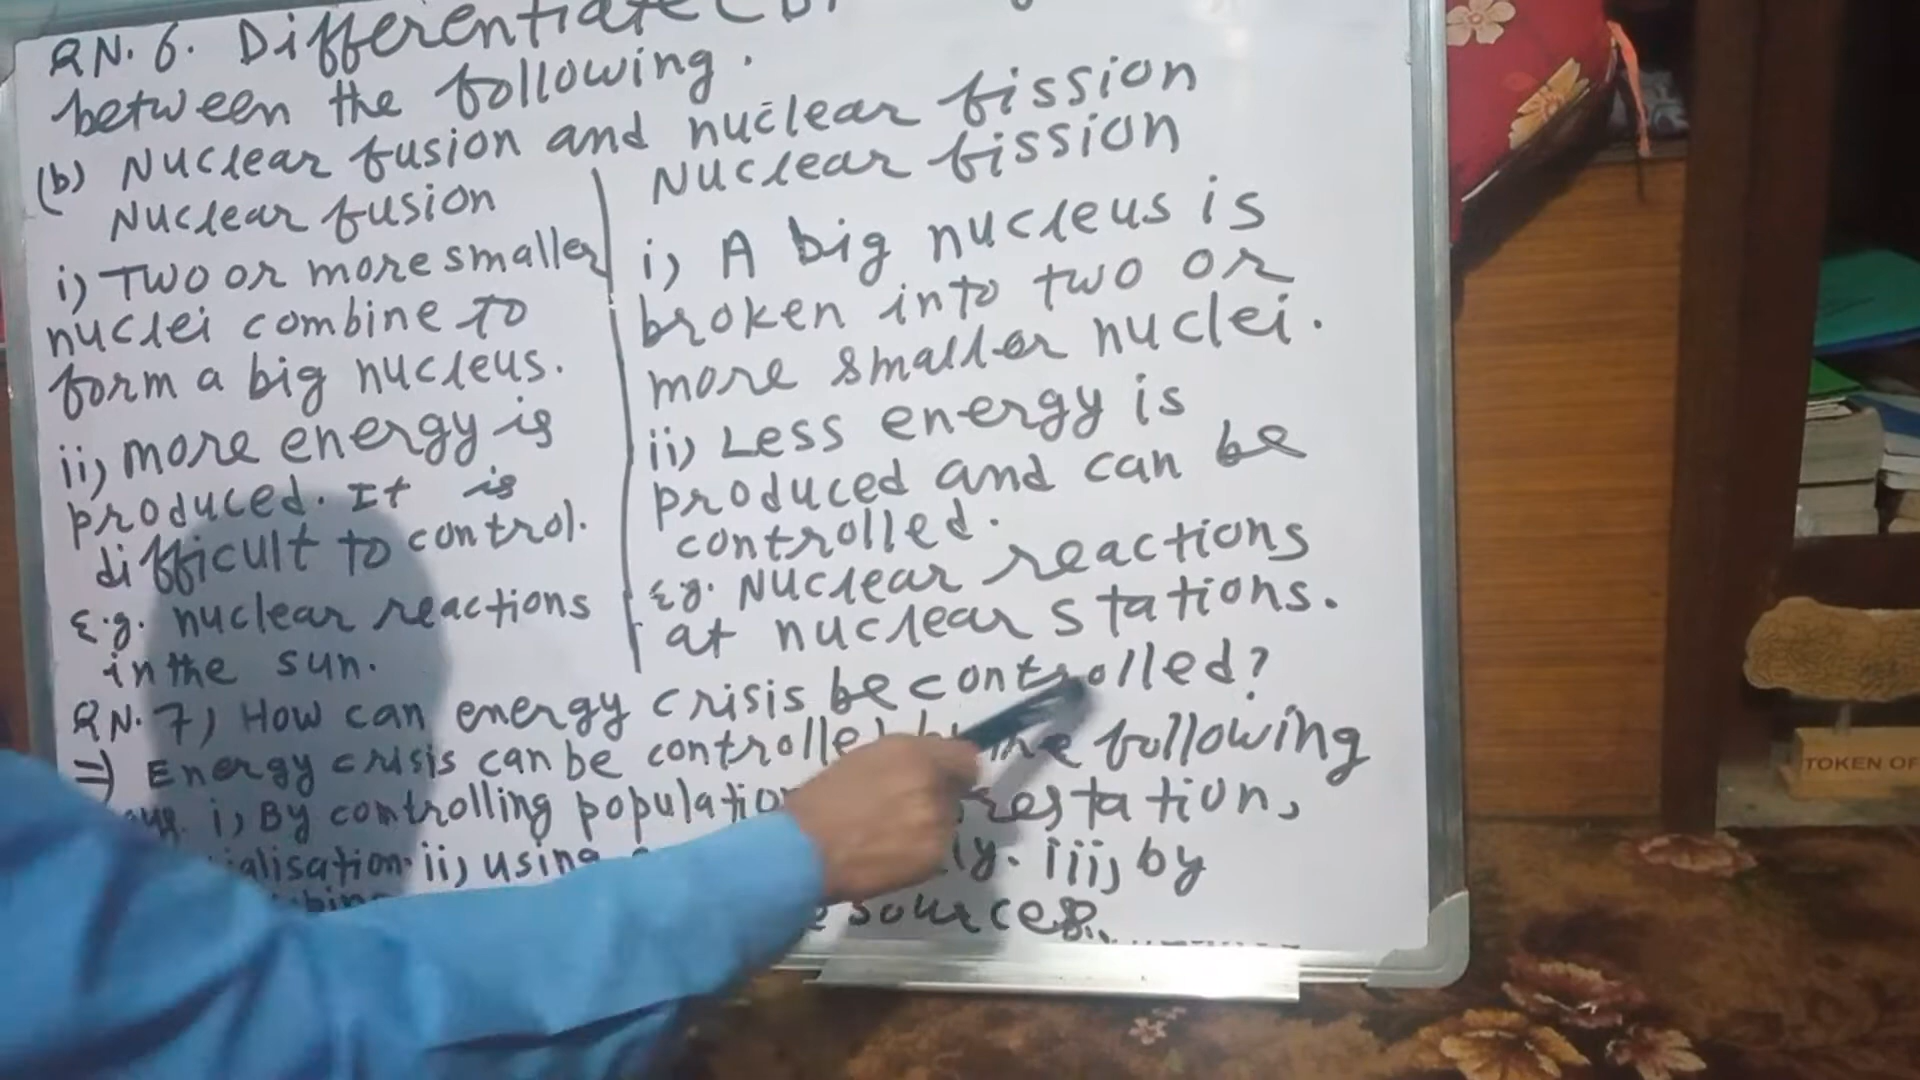 QN. 6. Differentiate
between the following.
(b) Nuclear fusion and nuclear fission
Nuclear fusion
i) Two or more smaller
nuclei combine to
form a big nucleus.
ii) more energy is
produced. It is
difficult to control.
E.g. nuclear reactions
in the sun.
Nuclear fission
i) A big nucleus is
broken into two or
more smaller nuclei.
ii) Less energy is
produced and can be
controlled.
Eg. Nuclear reactions
at nuclear stations.
QN. 7) How can energy crisis be controlled?
=) Energy crisis can be controlled the following
i) By controlling population
ii) using iii) by
sources.
TOKEN OF